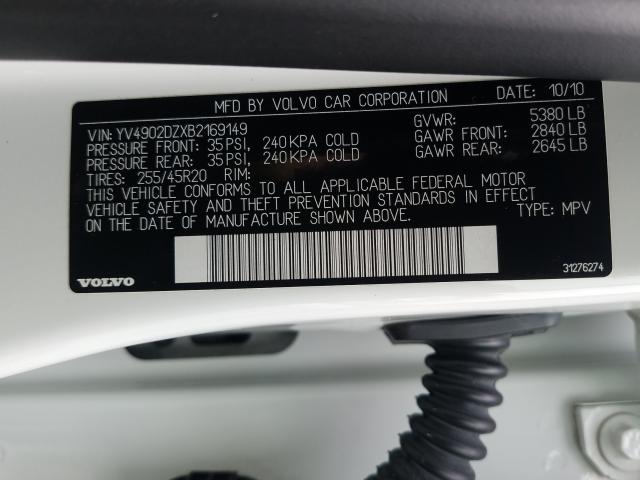 MFD BY VOLVO CAR CORPORATION DATE: 10/10
VIN: YV4902DZXB2169149 GVWR: 5380 LB
PRESSURE FRONT: 35 PSI, 240 KPA COLD GAWR FRONT: 2840 LB
PRESSURE REAR: 35 PSI, 240 KPA COLD GAWR REAR: 2645 LB
TIRES: 255/45R20 RIM:
THIS VEHICLE CONFORMS TO ALL APPLICABLE FEDERAL MOTOR
VEHICLE SAFETY AND THEFT PREVENTION STANDARDS IN EFFECT
ON THE DATE OF MANUFACTURE SHOWN ABOVE. TYPE: MPV
VOLVO 31276274